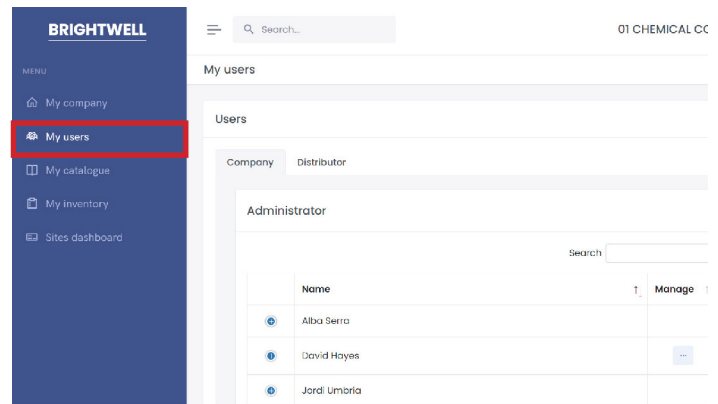 BRIGHTWELL
Search...
01 CHEMICAL CO
MENU
My company
My users
My catalogue
My inventory
Sites dashboard
My users
Users
Company Distributor
Administrator
Search
Name Manage
Alba Serra
David Hayes
...
Jordi Umbria